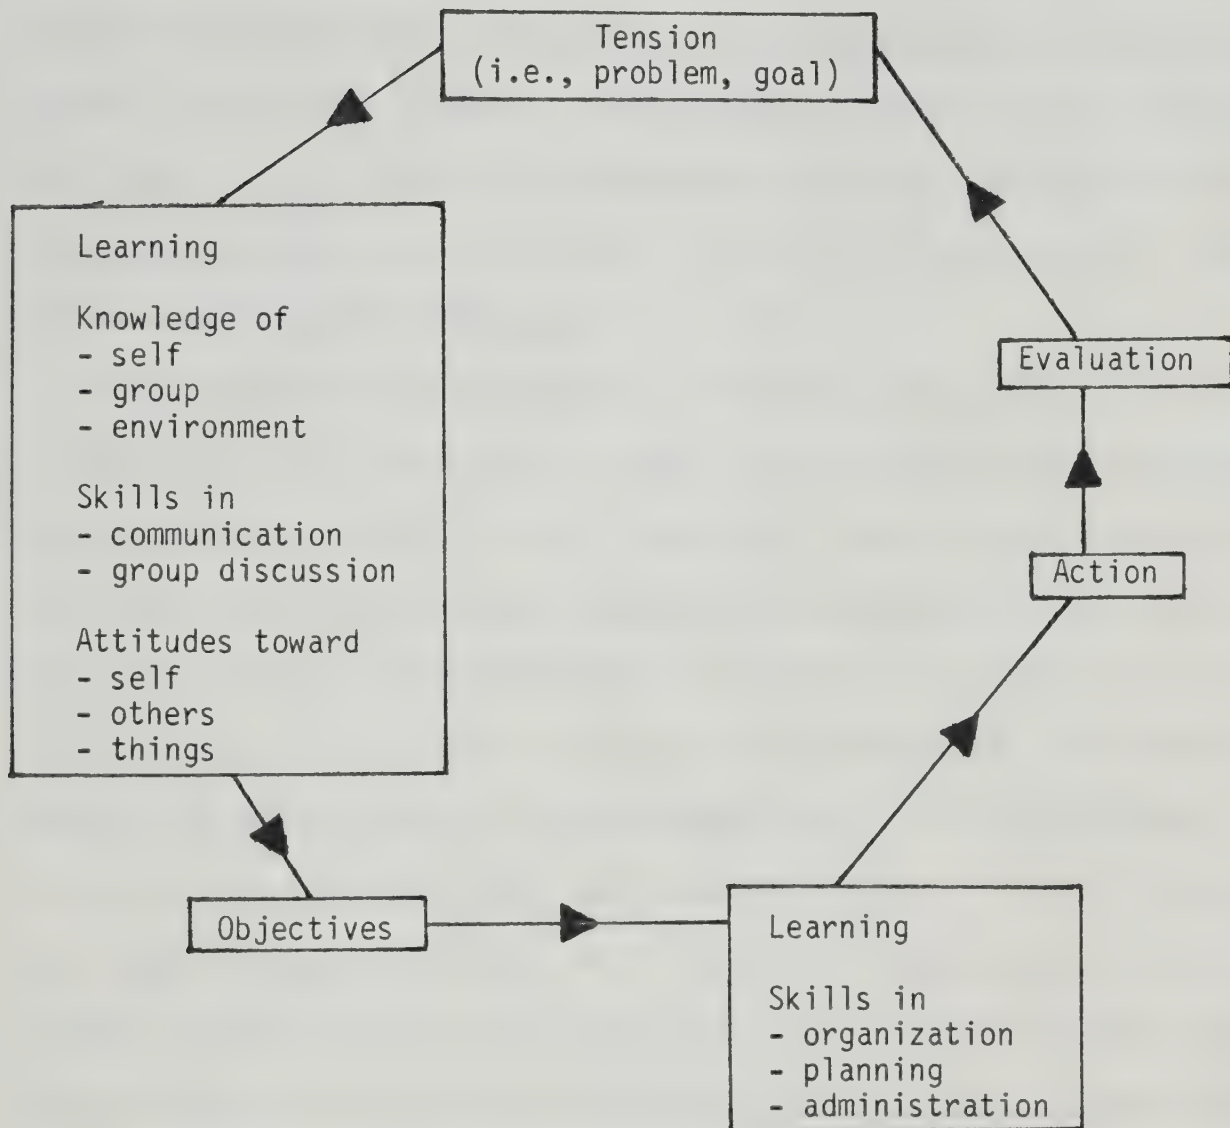 Tension
(i.e., problem, goal)
Learning
Knowledge of
- self
- group
- environment
Skills in
- communication
- group discussion
Attitudes toward
- self
- others
- things
Objectives
Learning
Skills in
- organization
- planning
- administration
Action
Evaluation